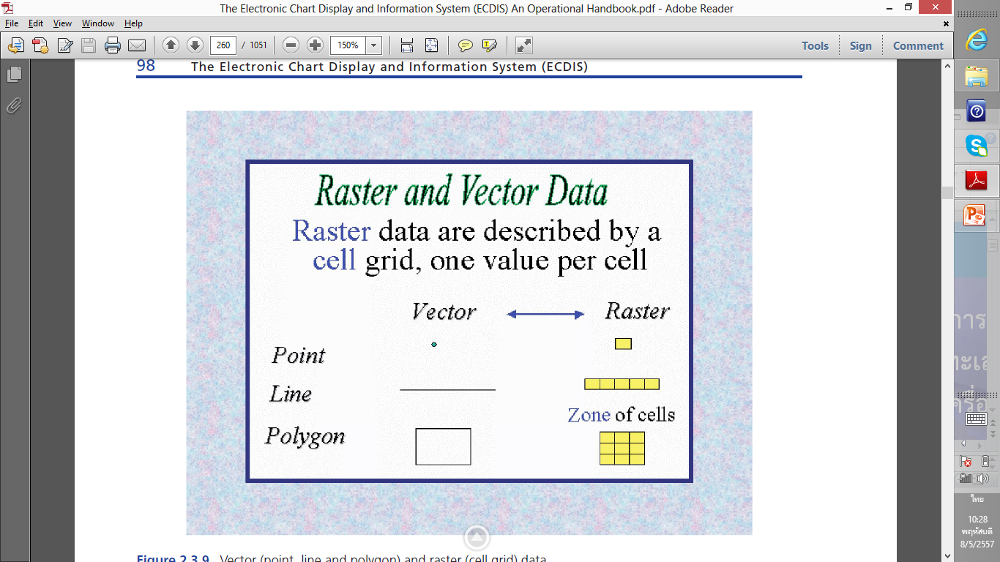 The Electronic Chart Display and Information System (ECDIS) An Operational Handbook.pdf - Adobe Reader
File Edit View Window Help
260 / 1051 150% Tools Sign Comment
98 The Electronic Chart Display and Information System (ECDIS)
Raster and Vector Data
Raster data are described by a
cell grid, one value per cell
Vector Raster
Point
Line
Zone of cells
Polygon
Figure 2.3.9 Vector (point, line and polygon) and raster (cell grid) data
ไทย
10:28
พฤหัสบดี
8/5/2557